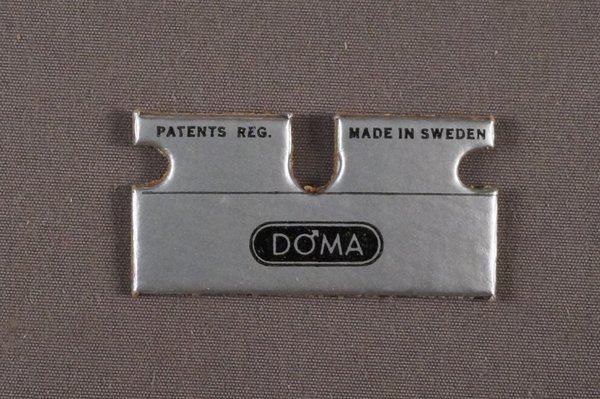 PATENTS REG.
MADE IN SWEDEN
DOMA